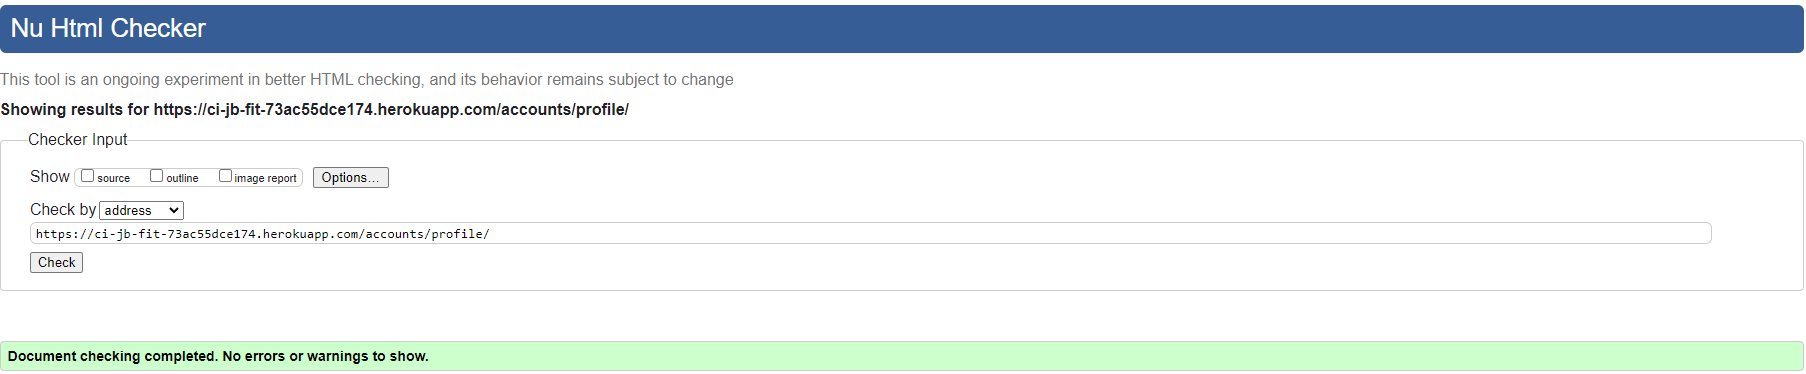 Nu Html Checker
This tool is an ongoing experiment in better HTML checking, and its behavior remains subject to change
Showing results for https://ci-jb-fit-73ac55dce174.herokuapp.com/accounts/profile/
Checker Input
Show source outline image report Options...
Check by address
https://ci-jb-fit-73ac55dce174.herokuapp.com/accounts/profile/
Check
Document checking completed. No errors or warnings to show.